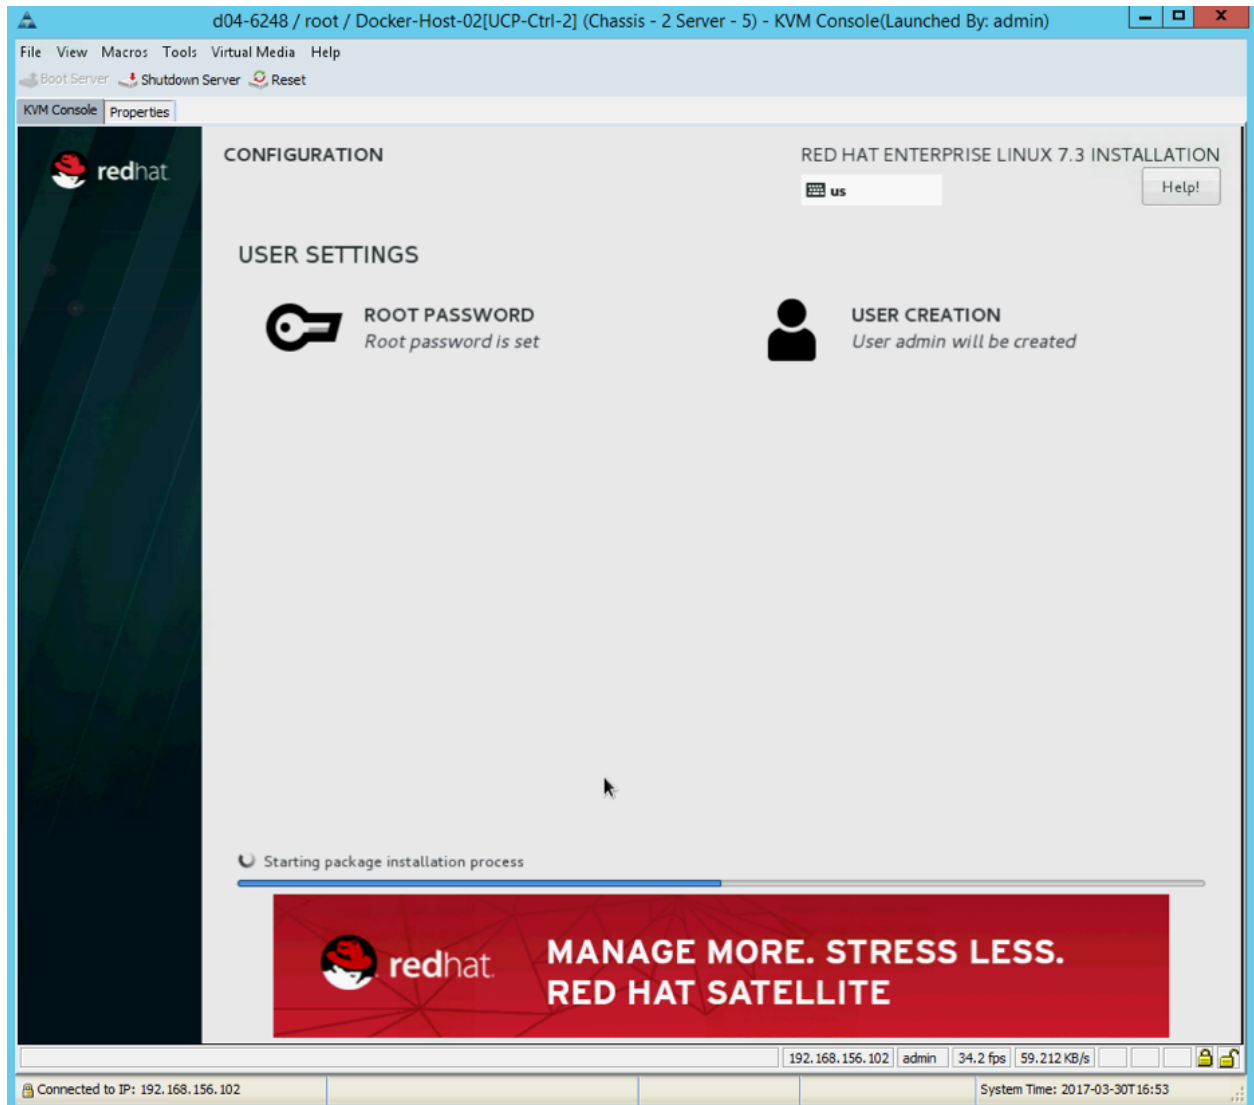 d04-6248 / root / Docker-Host-02[UCP-Ctrl-2] (Chassis - 2 Server - 5) - KVM Console(Launched By: admin)
File View Macros Tools Virtual Media Help
Boot Server Shutdown Server Reset
KVM Console Properties
redhat.
CONFIGURATION
RED HAT ENTERPRISE LINUX 7.3 INSTALLATION
us
Help!
USER SETTINGS
ROOT PASSWORD
Root password is set
USER CREATION
User admin will be created
Starting package installation process
redhat.
MANAGE MORE. STRESS LESS.
RED HAT SATELLITE
192.168.156.102 admin 34.2 fps 59.212 KB/s
Connected to IP: 192.168.156.102
System Time: 2017-03-30T16:53